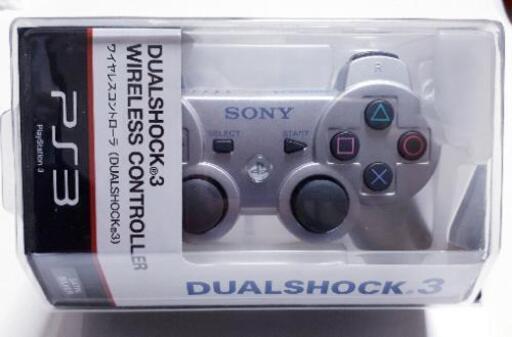 DUALSHOCK®3
WIRELESS CONTROLLER
ワイヤレスコントローラ (DUALSHOCK®3)
PS3
PlayStation 3
SONY
SELECT
START
R
DUALSHOCK®3